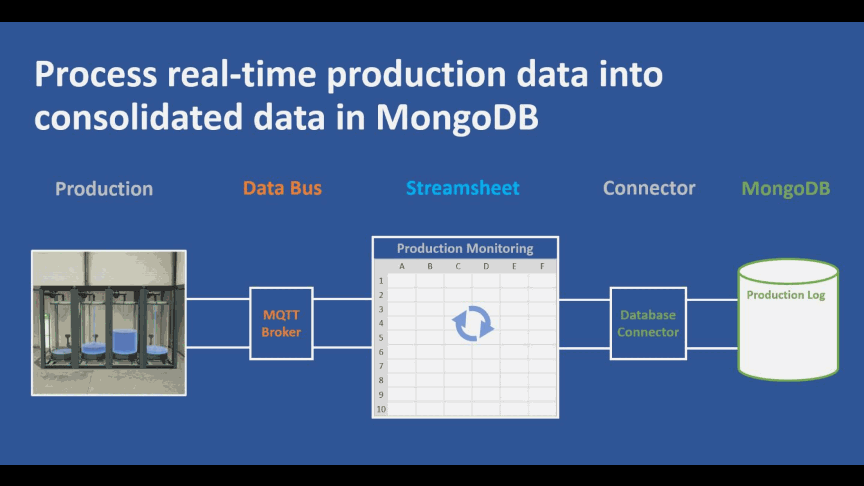 Process real-time production data into
consolidated data in MongoDB
Production
Data Bus
Streamsheet
Connector
MongoDB
Production Monitoring
A B C D E F
1
2
3
4
5
6
7
8
9
10
MQTT
Broker
Database
Connector
Production Log